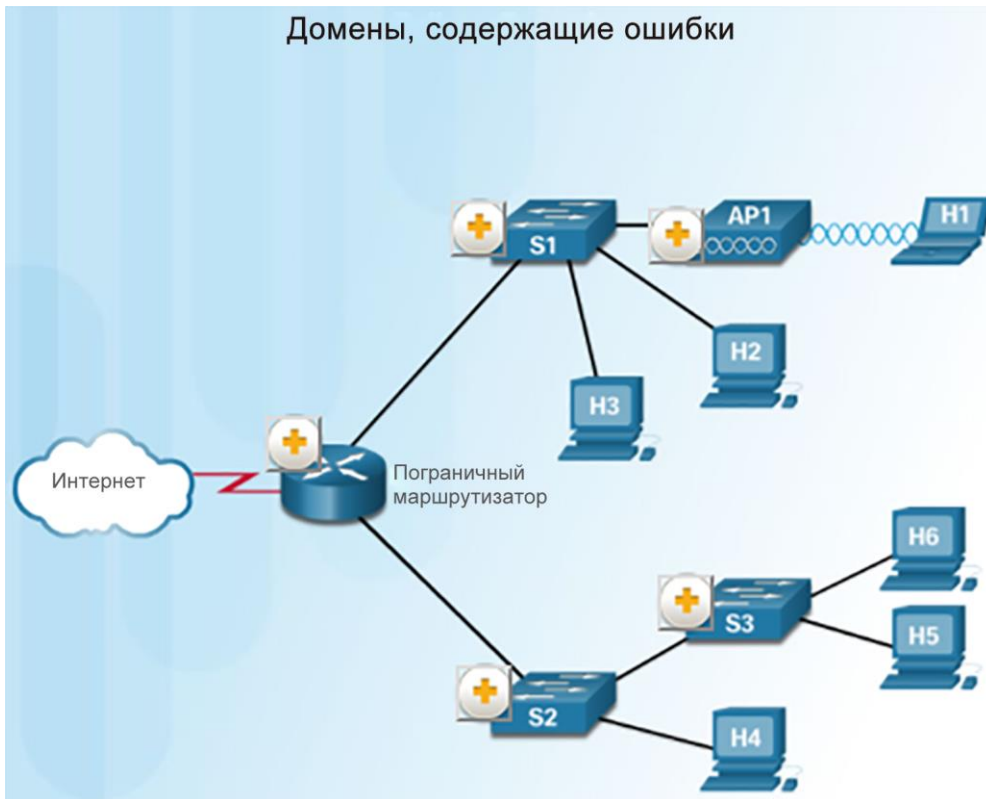 Домены, содержащие ошибки
S1
AP1
H1
H2
H3
Интернет
Пограничный
маршрутизатор
H6
S3
H5
S2
H4